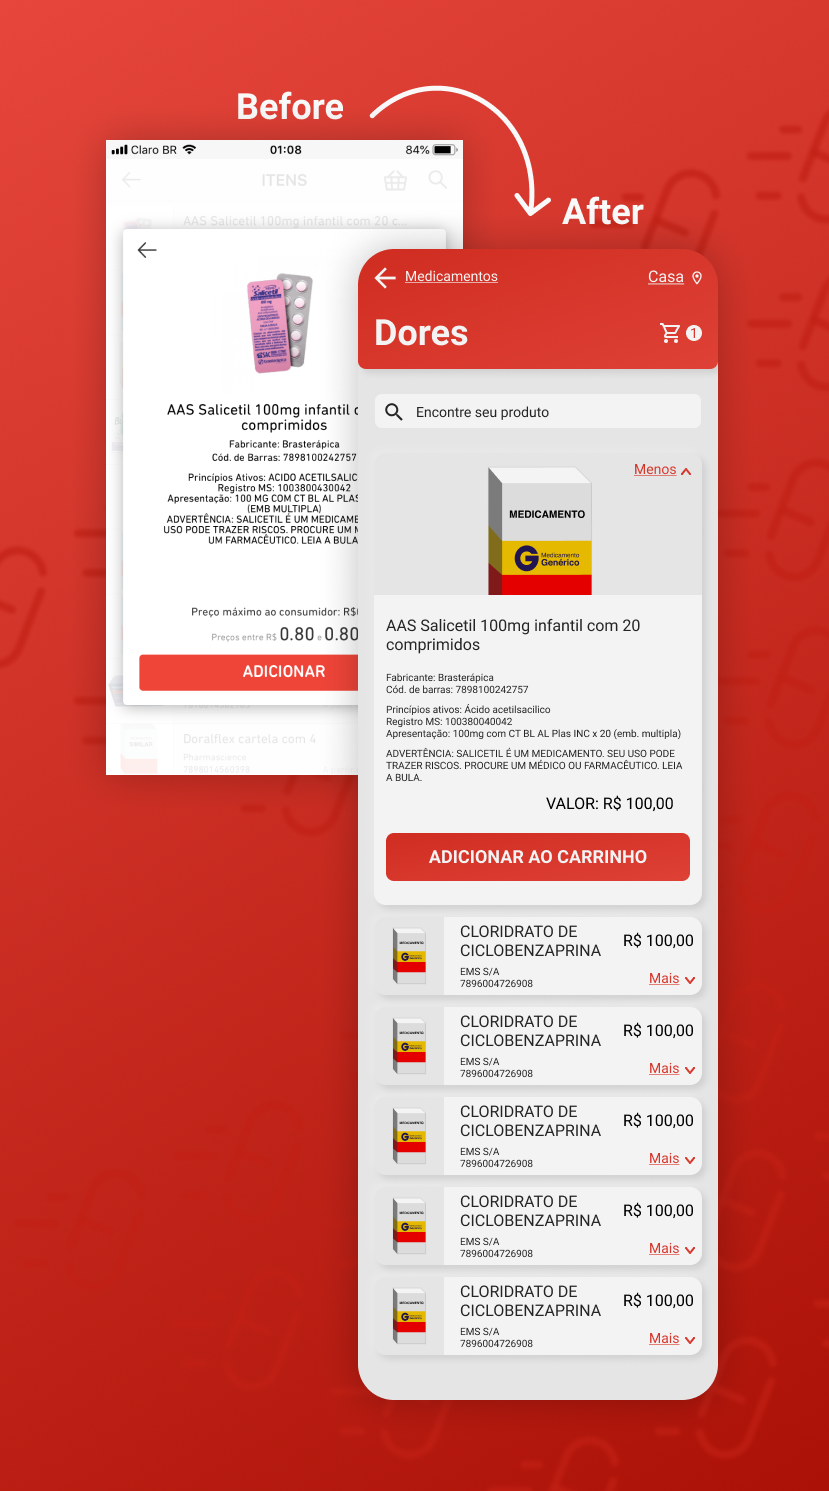 Before
After
Claro BR
01:08
84%
ITENS
AAS Salicetil 100mg infantil com 20 c...
Salicetil
AAS Salicetil 100mg infantil c
comprimidos
Fabricante: Brasterápica
Cód. de Barras: 7898100242757
Princípios Ativos: ACIDO ACETILSALIC
Registro MS: 1003800430042
Apresentação: 100 MG COM CT BL AL PLAS
(EMB MULTIPLA)
ADVERTÊNCIA: SALICETIL É UM MEDICAME
USO PODE TRAZER RISCOS. PROCURE UM M
UM FARMACÊUTICO. LEIA A BULA
Preço máximo ao consumidor: R$
Preços entre R$ 0.80 e 0.80
ADICIONAR
Doralflex cartela com 4
Pharmascience
7898014560398
Medicamentos
Casa
Dores
1
Encontre seu produto
Menos
MEDICAMENTO
G Medicamento
Genérico
AAS Salicetil 100mg infantil com 20
comprimidos
Fabricante: Brasterápica
Cód. de barras: 7898100242757
Princípios ativos: Ácido acetilsacílico
Registro MS: 100380040042
Apresentação: 100mg com CT BL AL Plas INC x 20 (emb. multipla)
ADVERTÊNCIA: SALICETIL É UM MEDICAMENTO. SEU USO PODE
TRAZER RISCOS. PROCURE UM MÉDICO OU FARMACÊUTICO. LEIA
A BULA.
VALOR: R$ 100,00
ADICIONAR AO CARRINHO
MEDICAMENTO
G
CLORIDRATO DE
CICLOBENZAPRINA
R$ 100,00
EMS S/A
7896004726908
Mais
MEDICAMENTO
G
CLORIDRATO DE
CICLOBENZAPRINA
R$ 100,00
EMS S/A
7896004726908
Mais
MEDICAMENTO
G
CLORIDRATO DE
CICLOBENZAPRINA
R$ 100,00
EMS S/A
7896004726908
Mais
MEDICAMENTO
G
CLORIDRATO DE
CICLOBENZAPRINA
R$ 100,00
EMS S/A
7896004726908
Mais
MEDICAMENTO
G
CLORIDRATO DE
CICLOBENZAPRINA
R$ 100,00
EMS S/A
7896004726908
Mais